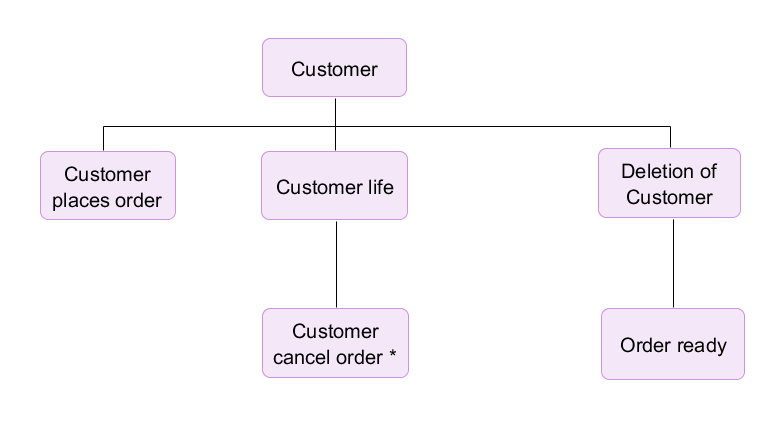 Customer
Customer
places order
Customer life
Deletion of
Customer
Customer
cancel order *
Order ready